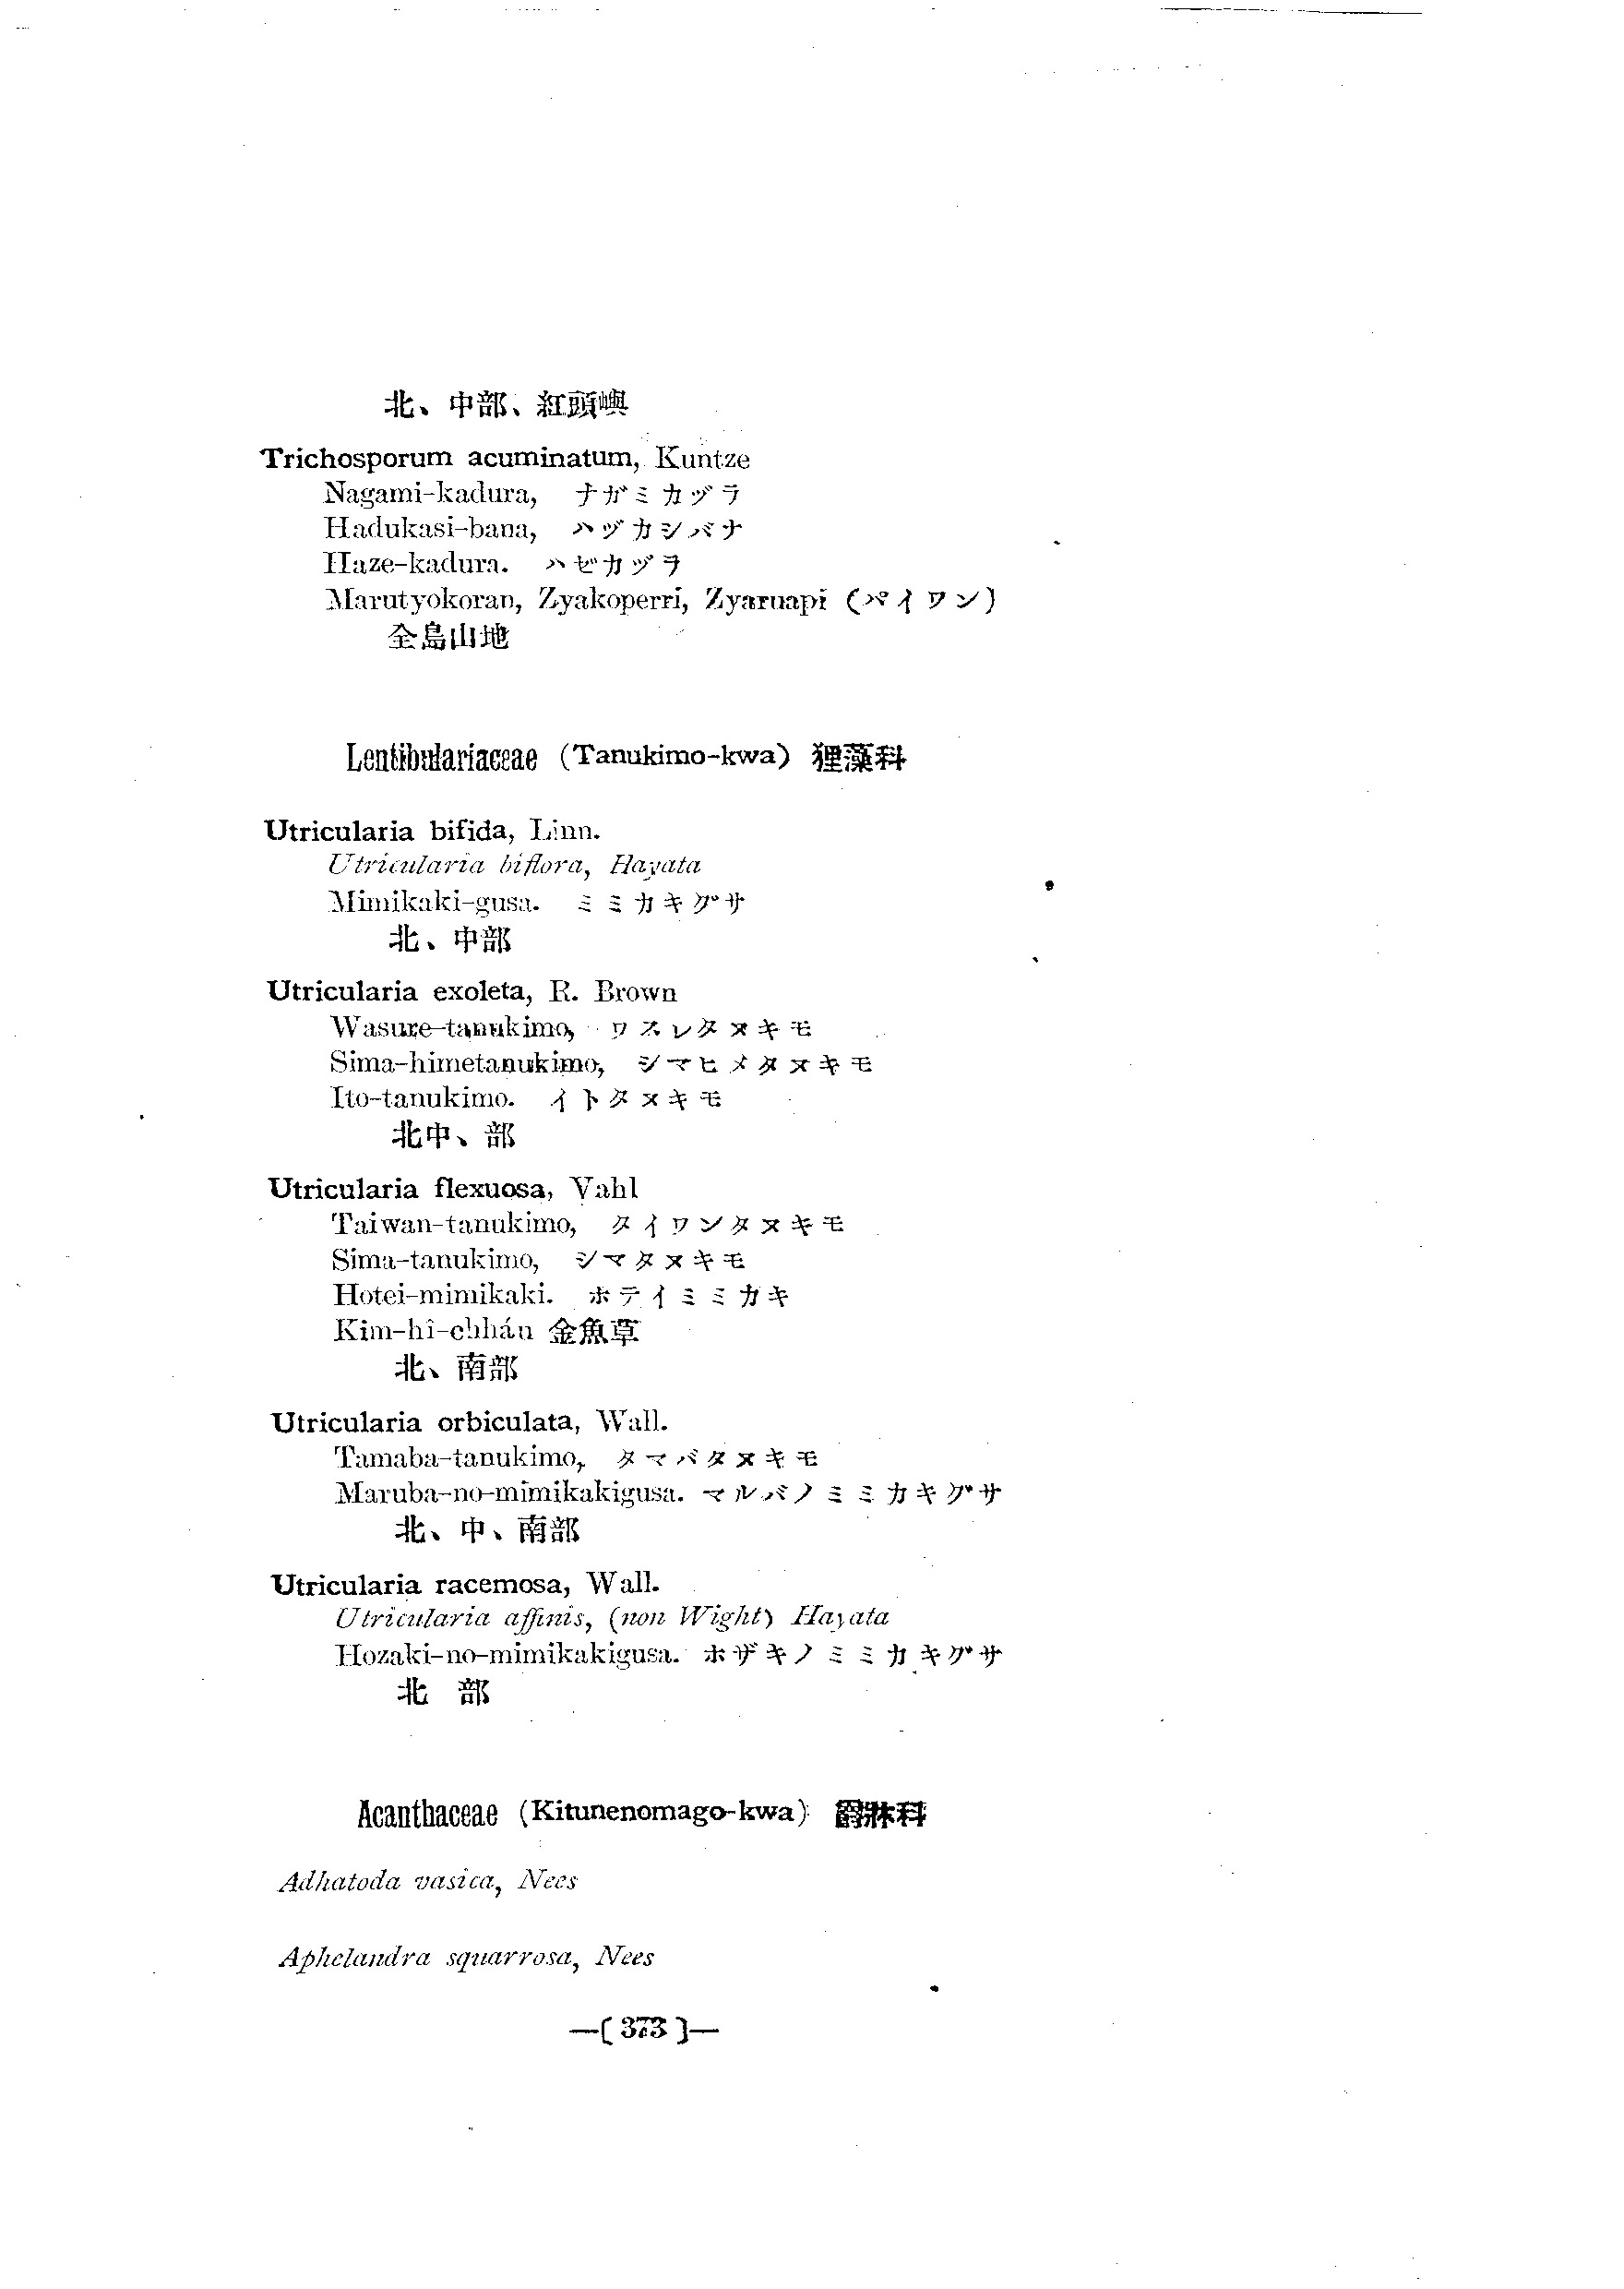 北、中部、紅頭嶼
Trichosporum acuminatum, Kuntze
Nagami-kadura, ナガミカヅラ
Hadukasi-bana, ハヅカシバナ
Haze-kadura. ハゼカヅラ
Marutyokoran, Zyakoperri, Zyaruapi (パイワン)
全島山地
Lentibulariaceae (Tanukimo-kwa) 狸藻科
Utricularia bifida, Linn.
Utricularia biflora, Hayata
Mimikaki-gusa. ミミカキグサ
北、中部
Utricularia exoleta, R. Brown
Wasure-tanukimo, ワスレタヌキモ
Sima-himetanukimo, シマヒメタヌキモ
Ito-tanukimo. イトタヌキモ
北中、部
Utricularia flexuosa, Vahl
Taiwan-tanukimo, タイワンタヌキモ
Sima-tanukimo, シマタヌキモ
Hotei-mimikaki. ホテイミミカキ
Kim-hî-chháu 金魚草
北、南部
Utricularia orbiculata, Wall.
Tamaba-tanukimo, タマバタヌキモ
Maruba-no-mimikakigusa. マルバノミミカキグサ
北、中、南部
Utricularia racemosa, Wall.
Utricularia affinis, (non Wight) Hayata
Hozaki-no-mimikakigusa. ホザキノミミカキグサ
北 部
Acanthaceae (Kitunenomago-kwa) 爵牀科
Adhatoda vasica, Nees
Aphelandra squarrosa, Nees
—( 373 )—